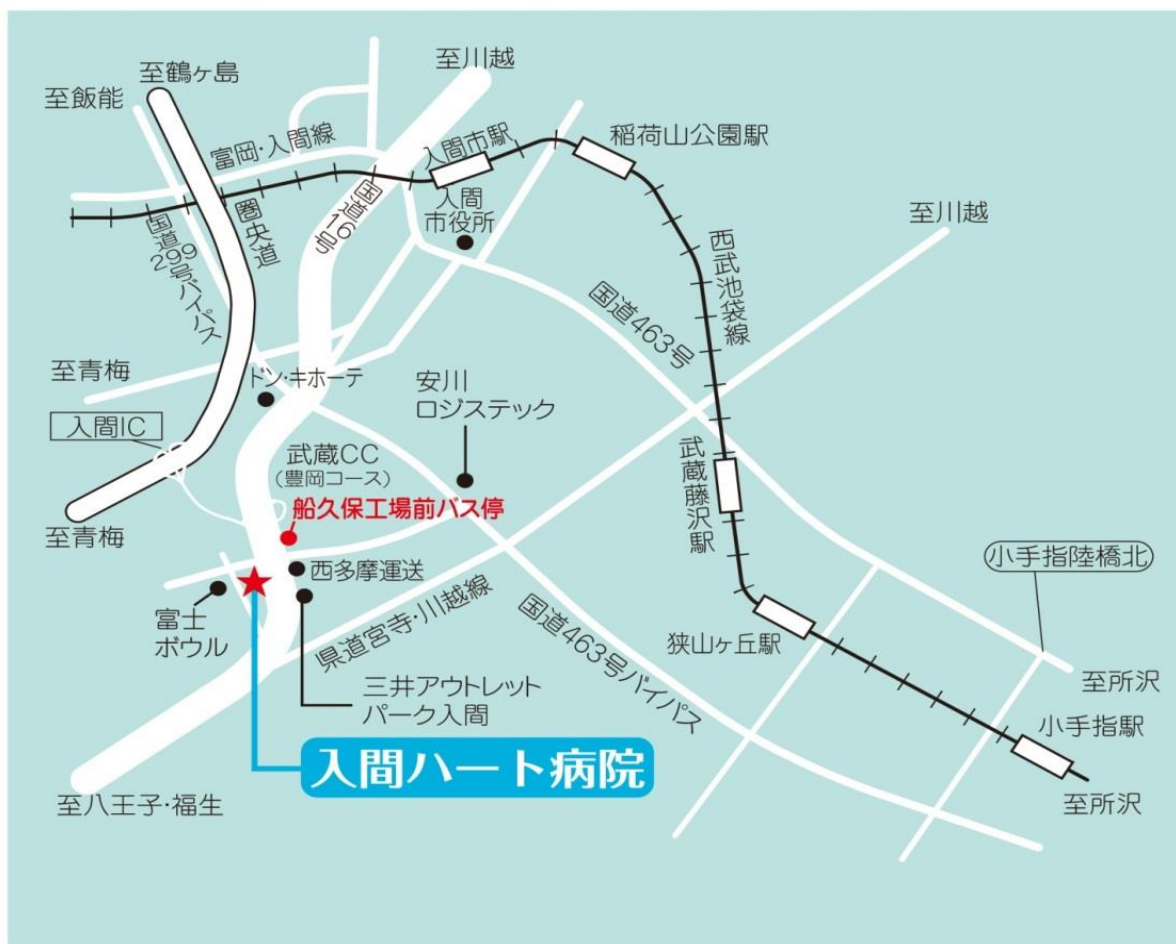 至川越
至鶴ヶ島
至飯能
富岡・入間線
入間市駅
稲荷山公園駅
入間
市役所
国道16号
圏央道
国道
299
号バイパス
西武池袋線
至川越
国道463号
至青梅
ドン・キホーテ
安川
ロジステック
入間IC
武蔵CC
(豊岡コース)
船久保工場前バス停
武蔵藤沢駅
至青梅
西多摩運送
小手指陸橋北
富士
ボウル
県道宮寺・川越線
国道463号バイパス
狭山ヶ丘駅
至所沢
三井アウトレット
パーク入間
小手指駅
入間ハート病院
至八王子・福生
至所沢